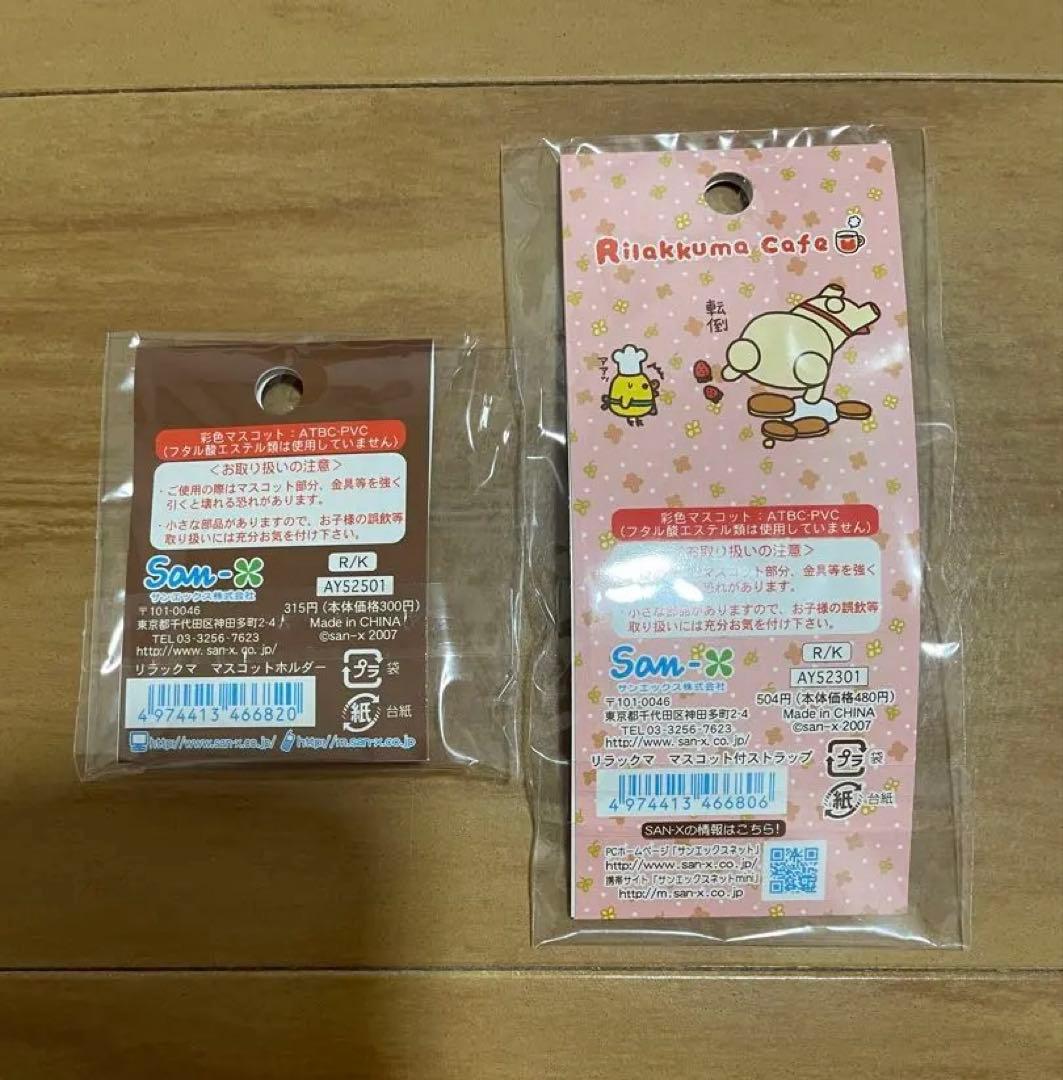 彩色マスコット：ATBC-PVC
(フタル酸エステル類は使用していません)
＜お取り扱いの注意＞
・ご使用の際はマスコット部分、金具等を強く
引くと壊れる恐れがあります。
・小さな部品がありますので、お子様の誤飲等
取り扱いには充分お気を付け下さい。
San-X
サンエックス株式会社
R/K
AY52501
〒101-0046
315円(本体価格300円)
東京都千代田区神田多町2-4
Made in CHINA
TEL 03-3256-7623
©san-x 2007
http://www.san-x.co.jp/
リラックマ マスコットホルダー
プラ 袋
4 974413 466820
紙 台紙
http://www.san-x.co.jp/ http://m.san-x.co.jp
Rilakkuma Cafe
転倒
アアッ
彩色マスコット：ATBC-PVC
(フタル酸エステル類は使用していません)
お取り扱いの注意＞
マスコット部分、金具等を強く
恐れがあります。
・小さな部品がありますので、お子様の誤飲等
取り扱いには充分お気を付け下さい。
San-X
サンエックス株式会社
R/K
AY52301
〒101-0046
504円(本体価格480円)
東京都千代田区神田多町2-4
Made in CHINA
TEL 03-3256-7623
©san-x 2007
http://www.san-x.co.jp/
リラックマ マスコット付ストラップ
プラ 袋
4 974413 466806
紙 台紙
SAN-Xの情報はこちら！
PCホームページ「サンエックスネット」
http://www.san-x.co.jp/
携帯サイト「サンエックスネットmini」
http://m.san-x.co.jp